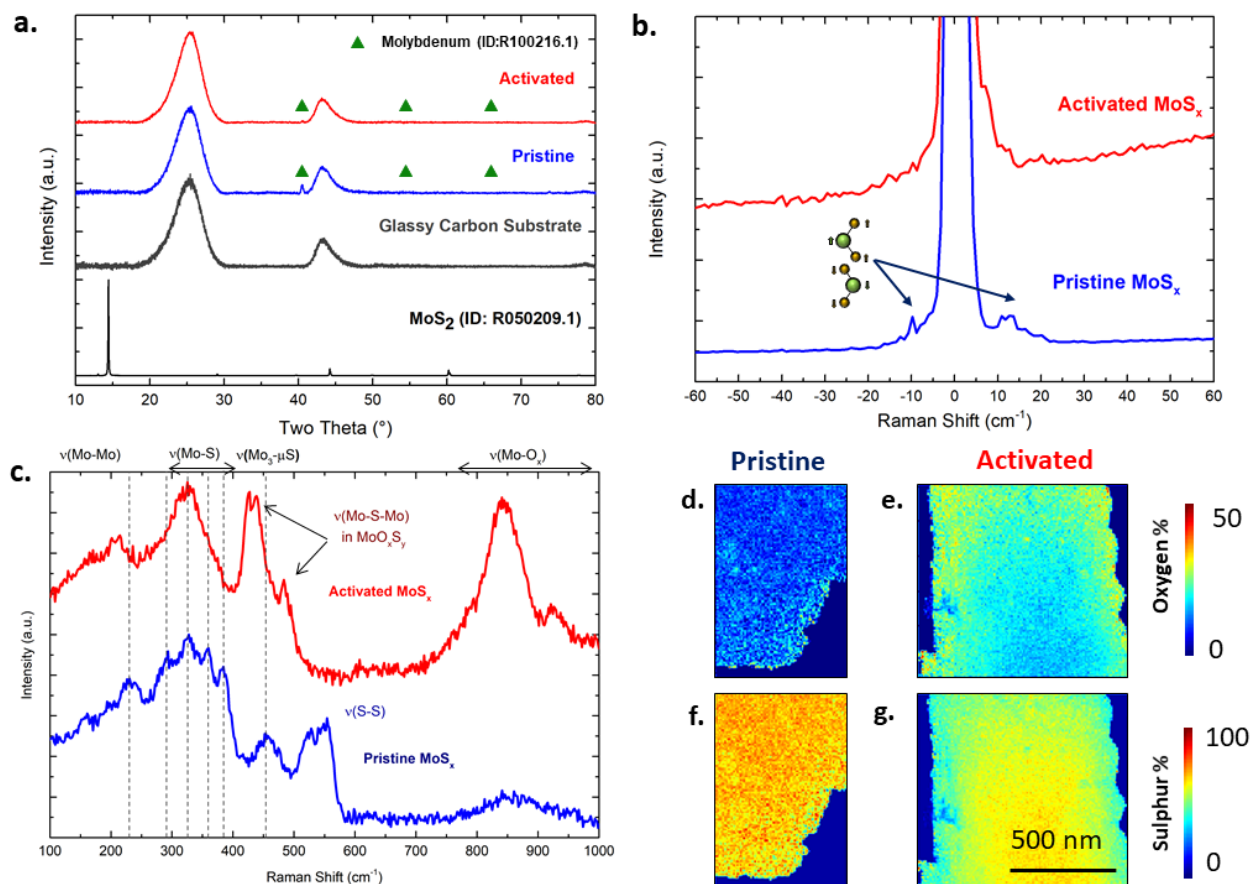 a.
Molybdenum (ID:R100216.1)
Activated
Pristine
Glassy Carbon Substrate
MoS2 (ID: R050209.1)
Intensity (a.u.)
10 20 30 40 50 60 70 80
Two Theta (°)
b.
Activated MoSx
Pristine MoSx
Intensity (a.u.)
-60 -50 -40 -30 -20 -10 0 10 20 30 40 50 60
Raman Shift (cm-1)
c.
ν(Mo-Mo) ν(Mo-S) ν(Mo3-μS) ν(Mo-Ox)
ν(Mo-S-Mo)
in MoOxSy
Activated MoSx
ν(S-S)
Pristine MoSx
Intensity (a.u.)
100 200 300 400 500 600 700 800 900 1000
Raman Shift (cm-1)
Pristine Activated
d. e.
50
Oxygen %
0
f. g.
500 nm
100
Sulphur %
0